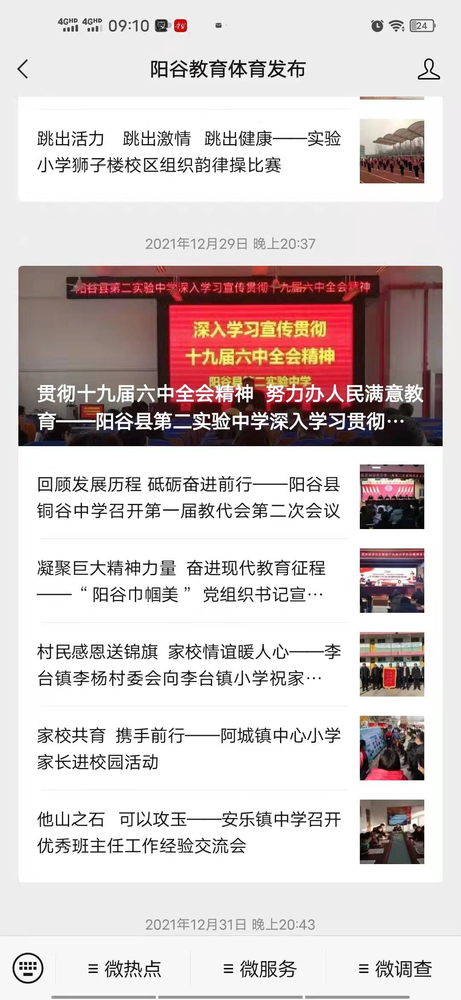 4GHD 4GHD 09:10 学习 24
阳谷教育体育发布
跳出活力 跳出激情 跳出健康——实验
小学狮子楼校区组织韵律操比赛
2021年12月29日 晚上20:37
阳谷县第二实验中学深入学习宣传贯彻十九届六中全会精神
深入学习宣传贯彻
十九届六中全会精神
阳谷县第二实验中学
贯彻十九届六中全会精神 努力办人民满意教
育——阳谷县第二实验中学深入学习贯彻…
回顾发展历程 砥砺奋进前行——阳谷县
铜谷中学召开第一届教代会第二次会议
凝聚巨大精神力量 奋进现代教育征程
——“阳谷巾帼美” 党组织书记宣…
村民感恩送锦旗 家校情谊暖人心——李
台镇李杨村委会向李台镇小学祝家…
家校共育 携手前行——阿城镇中心小学
家长进校园活动
他山之石 可以攻玉——安乐镇中学召开
优秀班主任工作经验交流会
2021年12月31日 晚上20:43
微热点 微服务 微调查